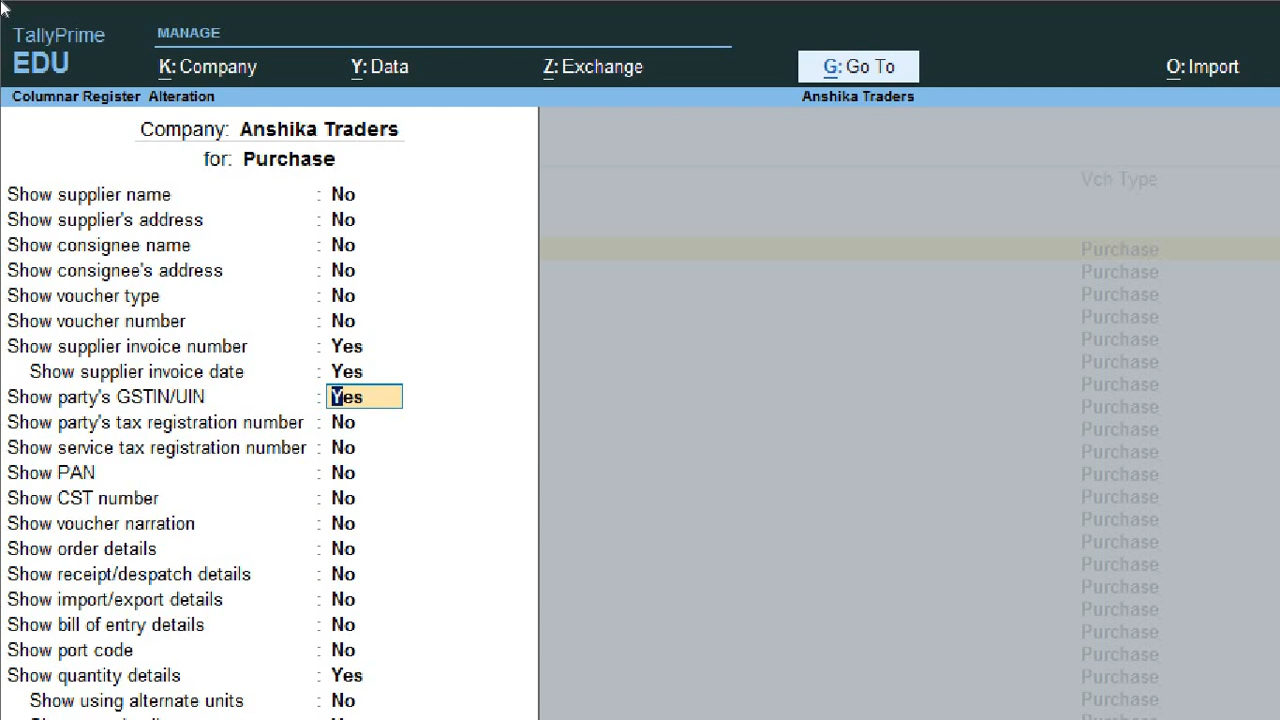 TallyPrime
EDU
MANAGE
K: Company
Y: Data
Z: Exchange
G: Go To
O: Import
Columnar Register Alteration
Anshika Traders
Company: Anshika Traders
for: Purchase
Vch Type
Show supplier name : No
Show supplier's address : No
Show consignee name : No
Purchase
Show consignee's address : No
Purchase
Show voucher type : No
Purchase
Show voucher number : No
Purchase
Show supplier invoice number : Yes
Purchase
Show supplier invoice date : Yes
Purchase
Show party's GSTIN/UIN : Yes
Purchase
Purchase
Show party's tax registration number : No
Purchase
Show service tax registration number : No
Purchase
Show PAN : No
Purchase
Show CST number : No
Purchase
Show voucher narration : No
Purchase
Show order details : No
Purchase
Show receipt/despatch details : No
Purchase
Show import/export details : No
Purchase
Purchase
Show bill of entry details : No
Purchase
Show port code : No
Purchase
Show quantity details : Yes
Purchase
Show using alternate units : No
Purchase